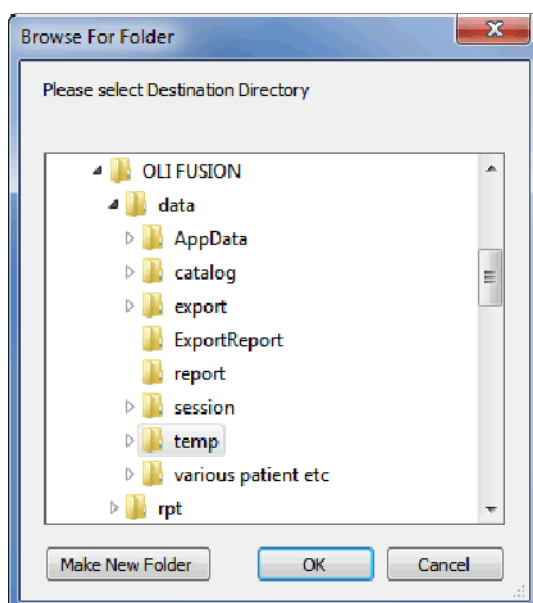 Browse For Folder
Please select Destination Directory
OLI FUSION
data
AppData
catalog
export
ExportReport
report
session
temp
various patient etc
rpt
Make New Folder OK Cancel